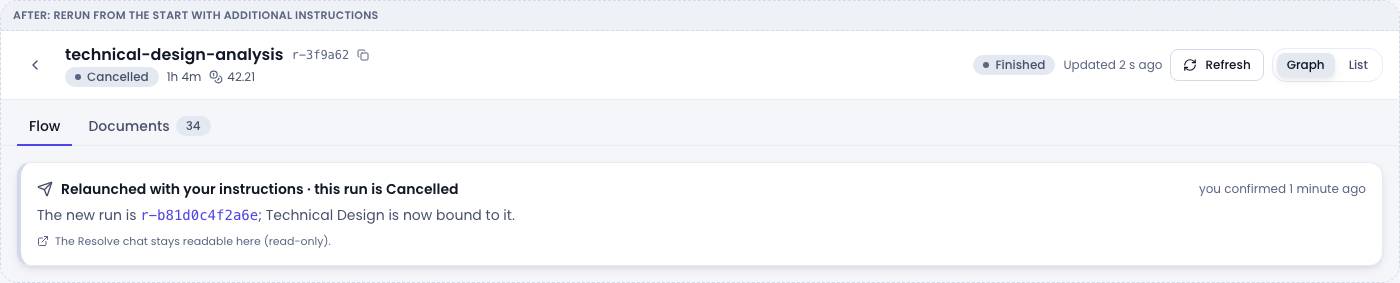 AFTER: RERUN FROM THE START WITH ADDITIONAL INSTRUCTIONS
technical-design-analysis r-3f9a62
Cancelled 1h 4m 42.21
Finished Updated 2 s ago Refresh Graph List
Flow Documents 34
Relaunched with your instructions · this run is Cancelled you confirmed 1 minute ago
The new run is r-b81d0c4f2a6e; Technical Design is now bound to it.
The Resolve chat stays readable here (read-only).